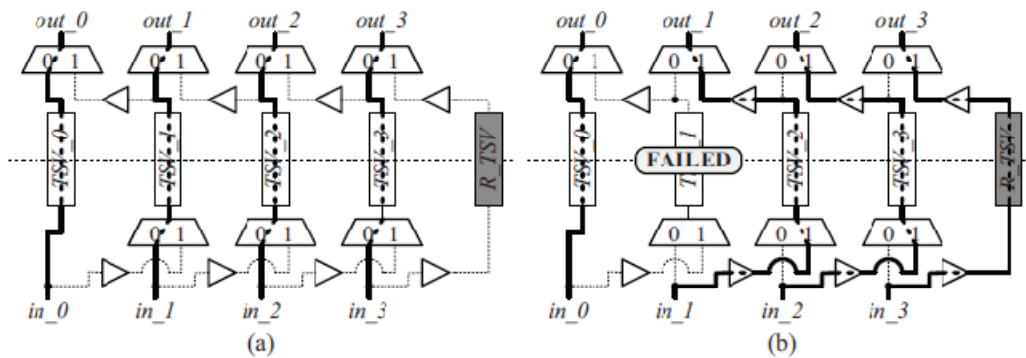 out_0 out_1 out_2 out_3 out_0 out_1 out_2 out_3
0 1 0 1 0 1 0 1 0 1 0 1 0 1 0 1
TSV_0 TSV_1 TSV_2 TSV_3 R_TSV TSV_0 FAILED TSV_2 TSV_3 R_TSV
0 1 0 1 0 1 0 1 0 1 0 1
in_0 in_1 in_2 in_3 in_0 in_1 in_2 in_3
(a) (b)